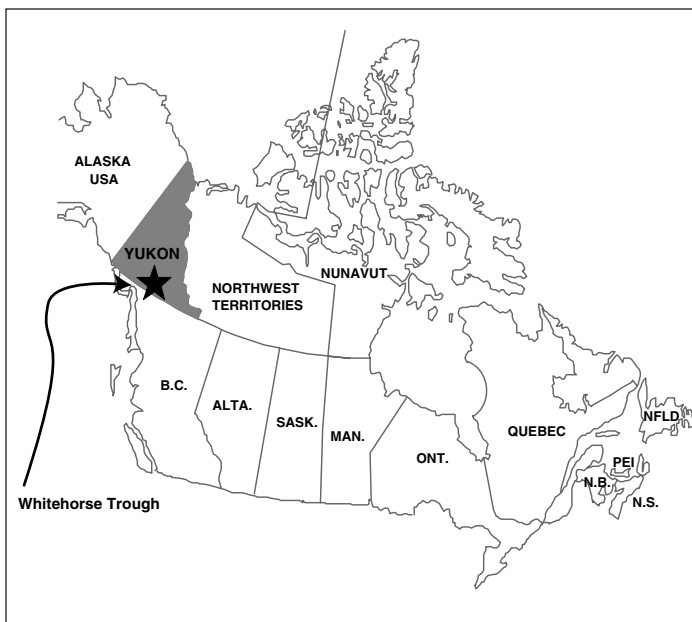 ALASKA
USA
YUKON
NUNAVUT
NORTHWEST
TERRITORIES
B.C.
ALTA.
SASK.
MAN.
ONT.
QUEBEC
NFLD.
PEI
N.B.
N.S.
Whitehorse Trough